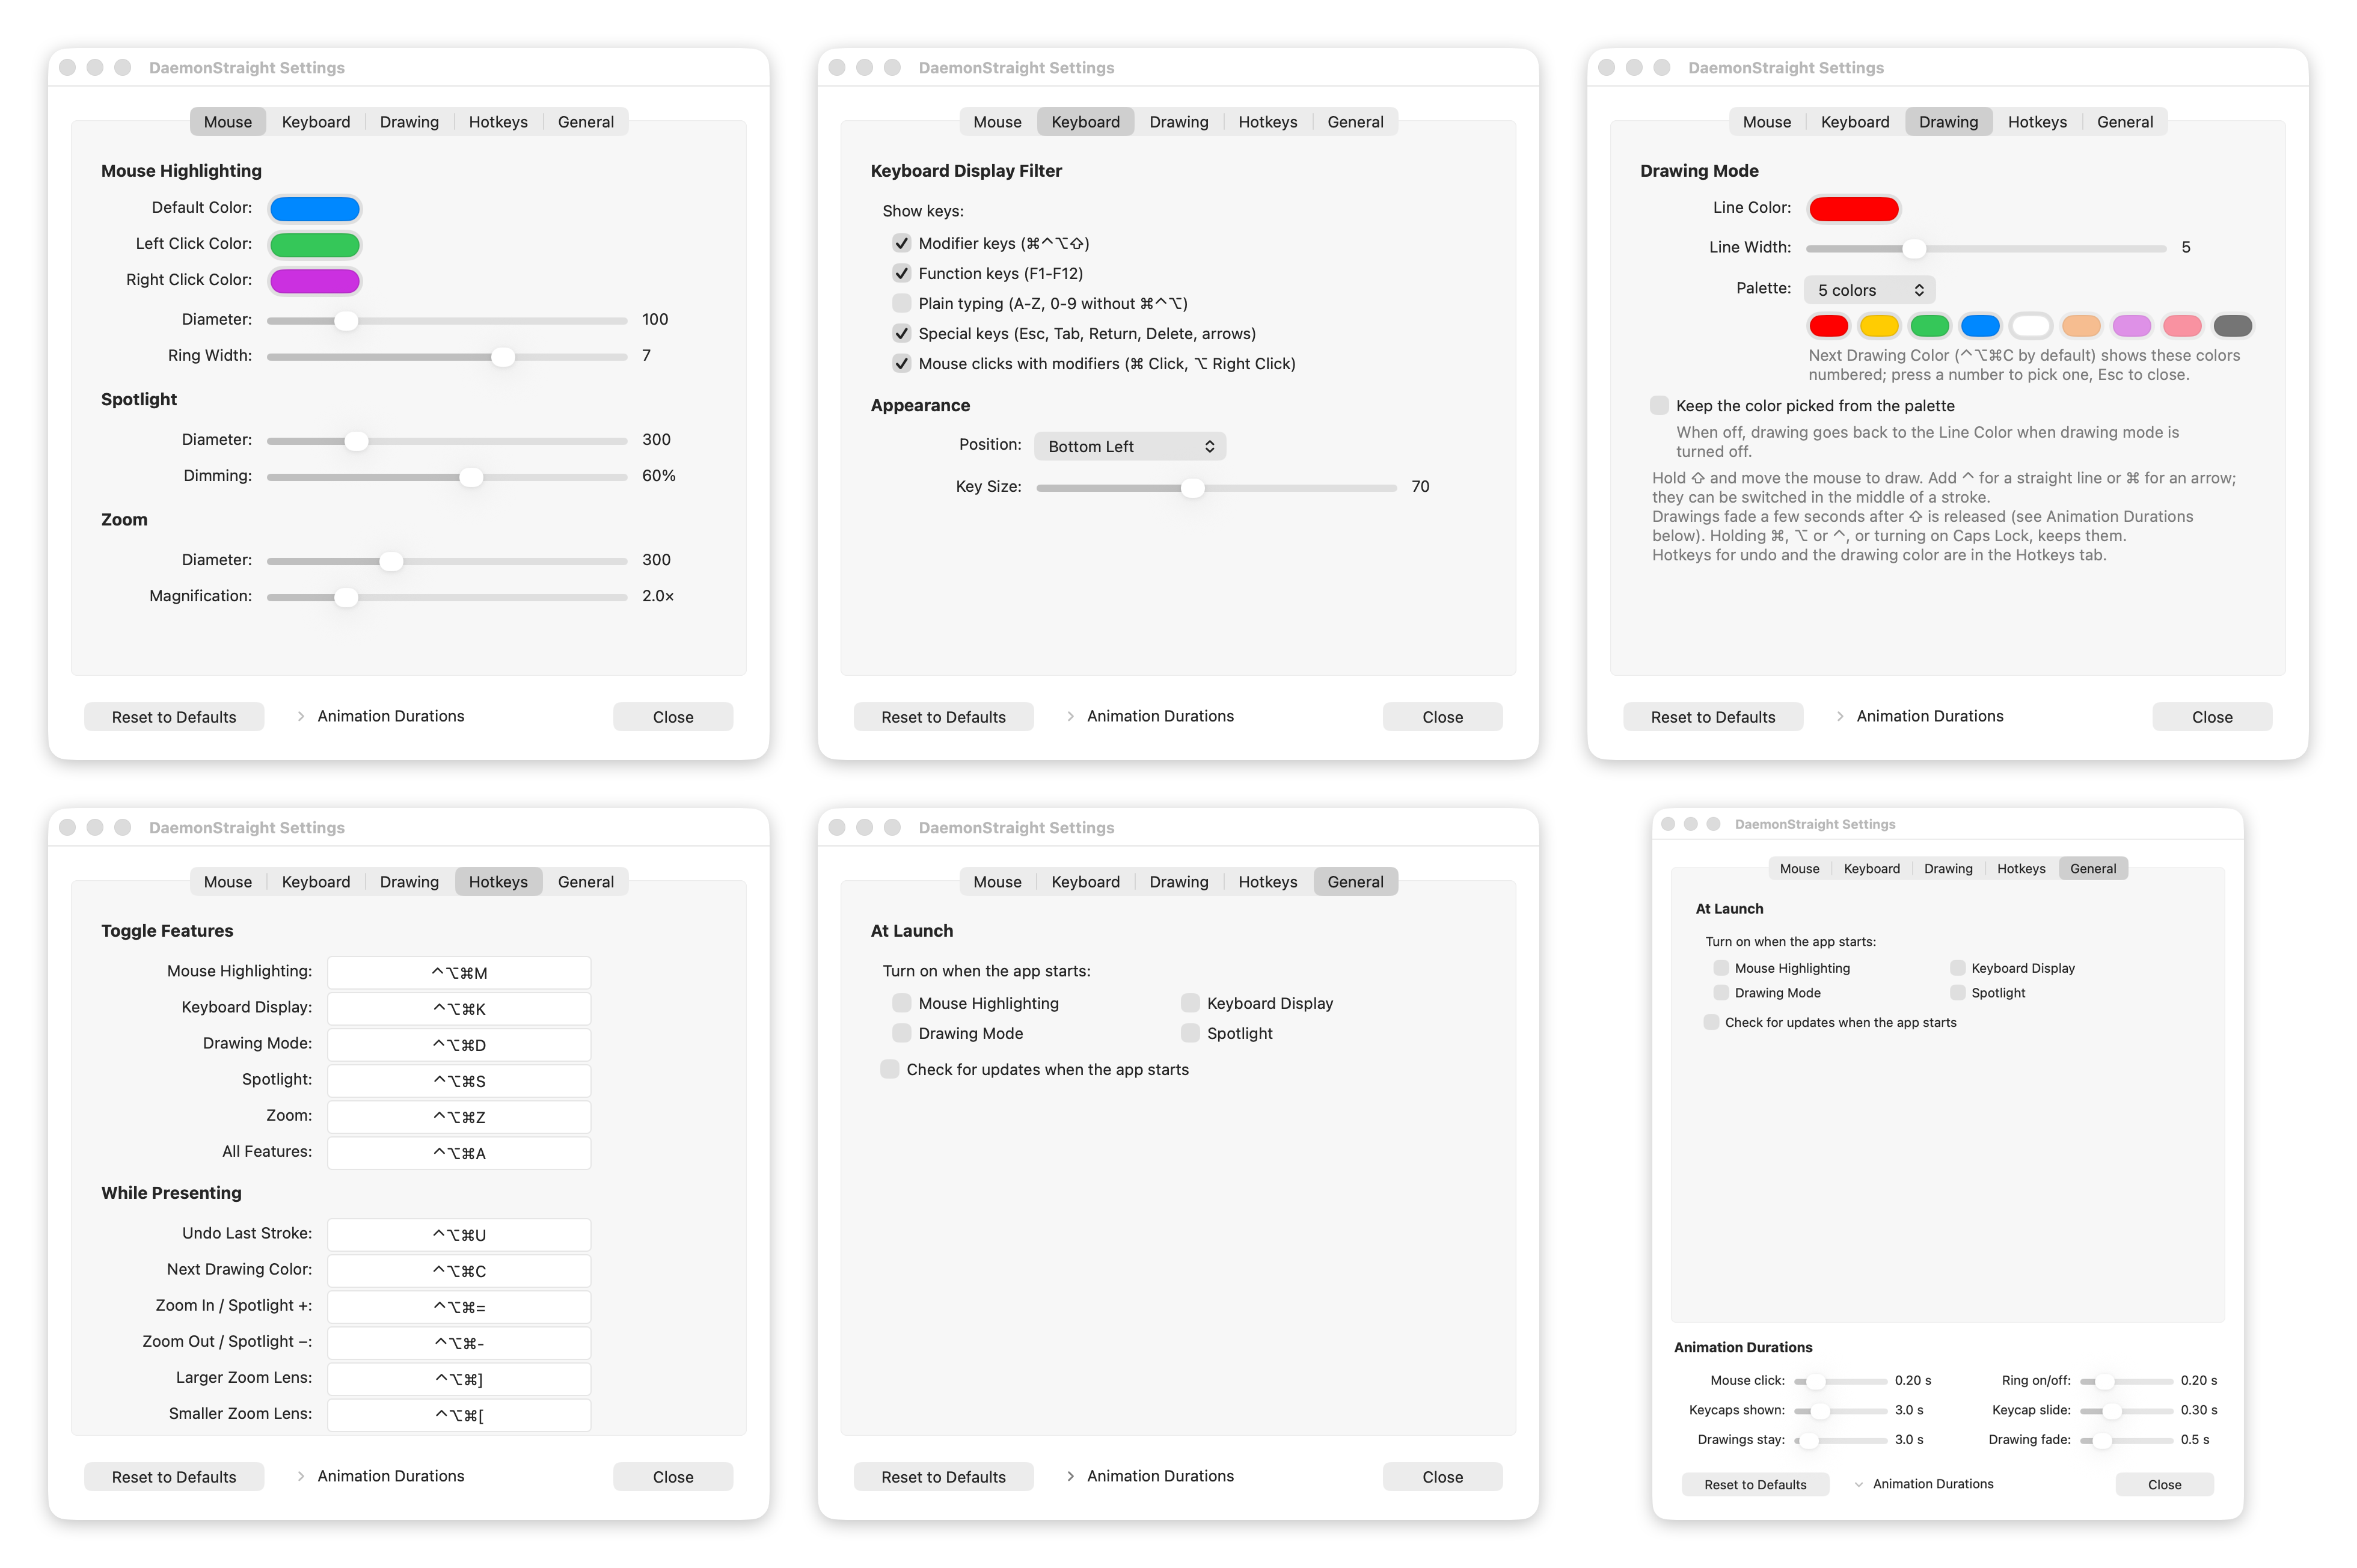 DaemonStraight Settings
Mouse Keyboard Drawing Hotkeys General
Mouse Highlighting
Default Color:
Left Click Color:
Right Click Color:
Diameter: 100
Ring Width: 7
Spotlight
Diameter: 300
Dimming: 60%
Zoom
Diameter: 300
Magnification: 2.0×
Reset to Defaults Animation Durations Close
DaemonStraight Settings
Mouse Keyboard Drawing Hotkeys General
Keyboard Display Filter
Show keys:
Modifier keys (⌘⌃⌥⇧)
Function keys (F1-F12)
Plain typing (A-Z, 0-9 without ⌘⌃⌥)
Special keys (Esc, Tab, Return, Delete, arrows)
Mouse clicks with modifiers (⌘ Click, ⌥ Right Click)
Appearance
Position: Bottom Left
Key Size: 70
Reset to Defaults Animation Durations Close
DaemonStraight Settings
Mouse Keyboard Drawing Hotkeys General
Drawing Mode
Line Color:
Line Width: 5
Palette: 5 colors
Next Drawing Color (⌃⌥⌘C by default) shows these colors
numbered; press a number to pick one, Esc to close.
Keep the color picked from the palette
When off, drawing goes back to the Line Color when drawing mode is
turned off.
Hold ⇧ and move the mouse to draw. Add ⌃ for a straight line or ⌘ for an arrow;
they can be switched in the middle of a stroke.
Drawings fade a few seconds after ⇧ is released (see Animation Durations
below). Holding ⌘, ⌥ or ⌃, or turning on Caps Lock, keeps them.
Hotkeys for undo and the drawing color are in the Hotkeys tab.
Reset to Defaults Animation Durations Close
DaemonStraight Settings
Mouse Keyboard Drawing Hotkeys General
Toggle Features
Mouse Highlighting: ⌃⌥⌘M
Keyboard Display: ⌃⌥⌘K
Drawing Mode: ⌃⌥⌘D
Spotlight: ⌃⌥⌘S
Zoom: ⌃⌥⌘Z
All Features: ⌃⌥⌘A
While Presenting
Undo Last Stroke: ⌃⌥⌘U
Next Drawing Color: ⌃⌥⌘C
Zoom In / Spotlight +: ⌃⌥⌘=
Zoom Out / Spotlight −: ⌃⌥⌘-
Larger Zoom Lens: ⌃⌥⌘]
Smaller Zoom Lens: ⌃⌥⌘[
Reset to Defaults Animation Durations Close
DaemonStraight Settings
Mouse Keyboard Drawing Hotkeys General
At Launch
Turn on when the app starts:
Mouse Highlighting Keyboard Display
Drawing Mode Spotlight
Check for updates when the app starts
Reset to Defaults Animation Durations Close
DaemonStraight Settings
Mouse Keyboard Drawing Hotkeys General
At Launch
Turn on when the app starts:
Mouse Highlighting Keyboard Display
Drawing Mode Spotlight
Check for updates when the app starts
Animation Durations
Mouse click: 0.20 s Ring on/off: 0.20 s
Keycaps shown: 3.0 s Keycap slide: 0.30 s
Drawings stay: 3.0 s Drawing fade: 0.5 s
Reset to Defaults Animation Durations Close